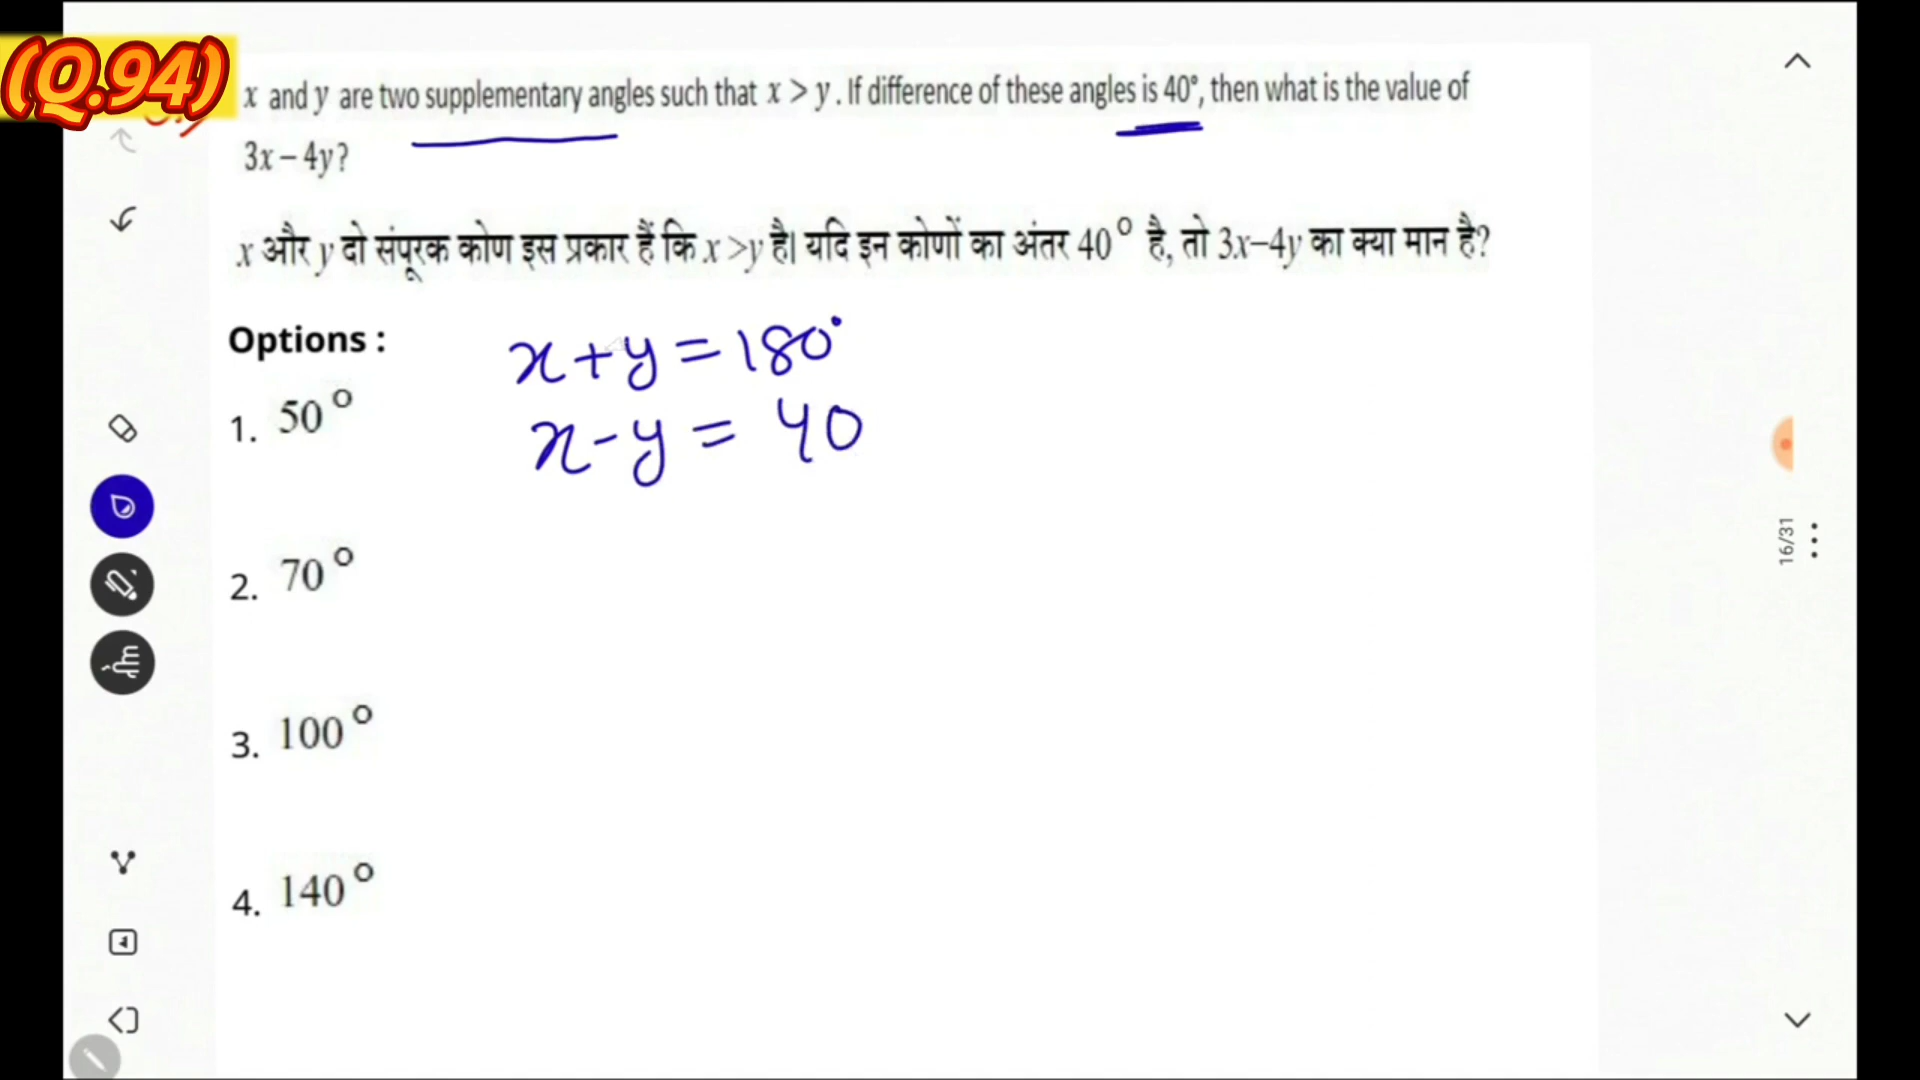 (Q.94)
x and y are two supplementary angles such that x > y. If difference of these angles is 40°, then what is the value of
3x – 4y?
x और y दो संपूरक कोण इस प्रकार हैं कि x >y है। यदि इन कोणों का अंतर 40° है, तो 3x–4y का क्या मान है?
Options :
x+y=180°
1. 50°
x-y = 40
2. 70°
3. 100°
4. 140°
16/31